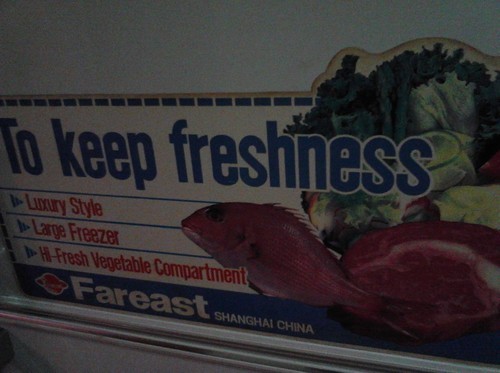 To keep freshness
Luxury Style
Large Freezer
Hi-Fresh Vegetable Compartment
Fareast SHANGHAI CHINA